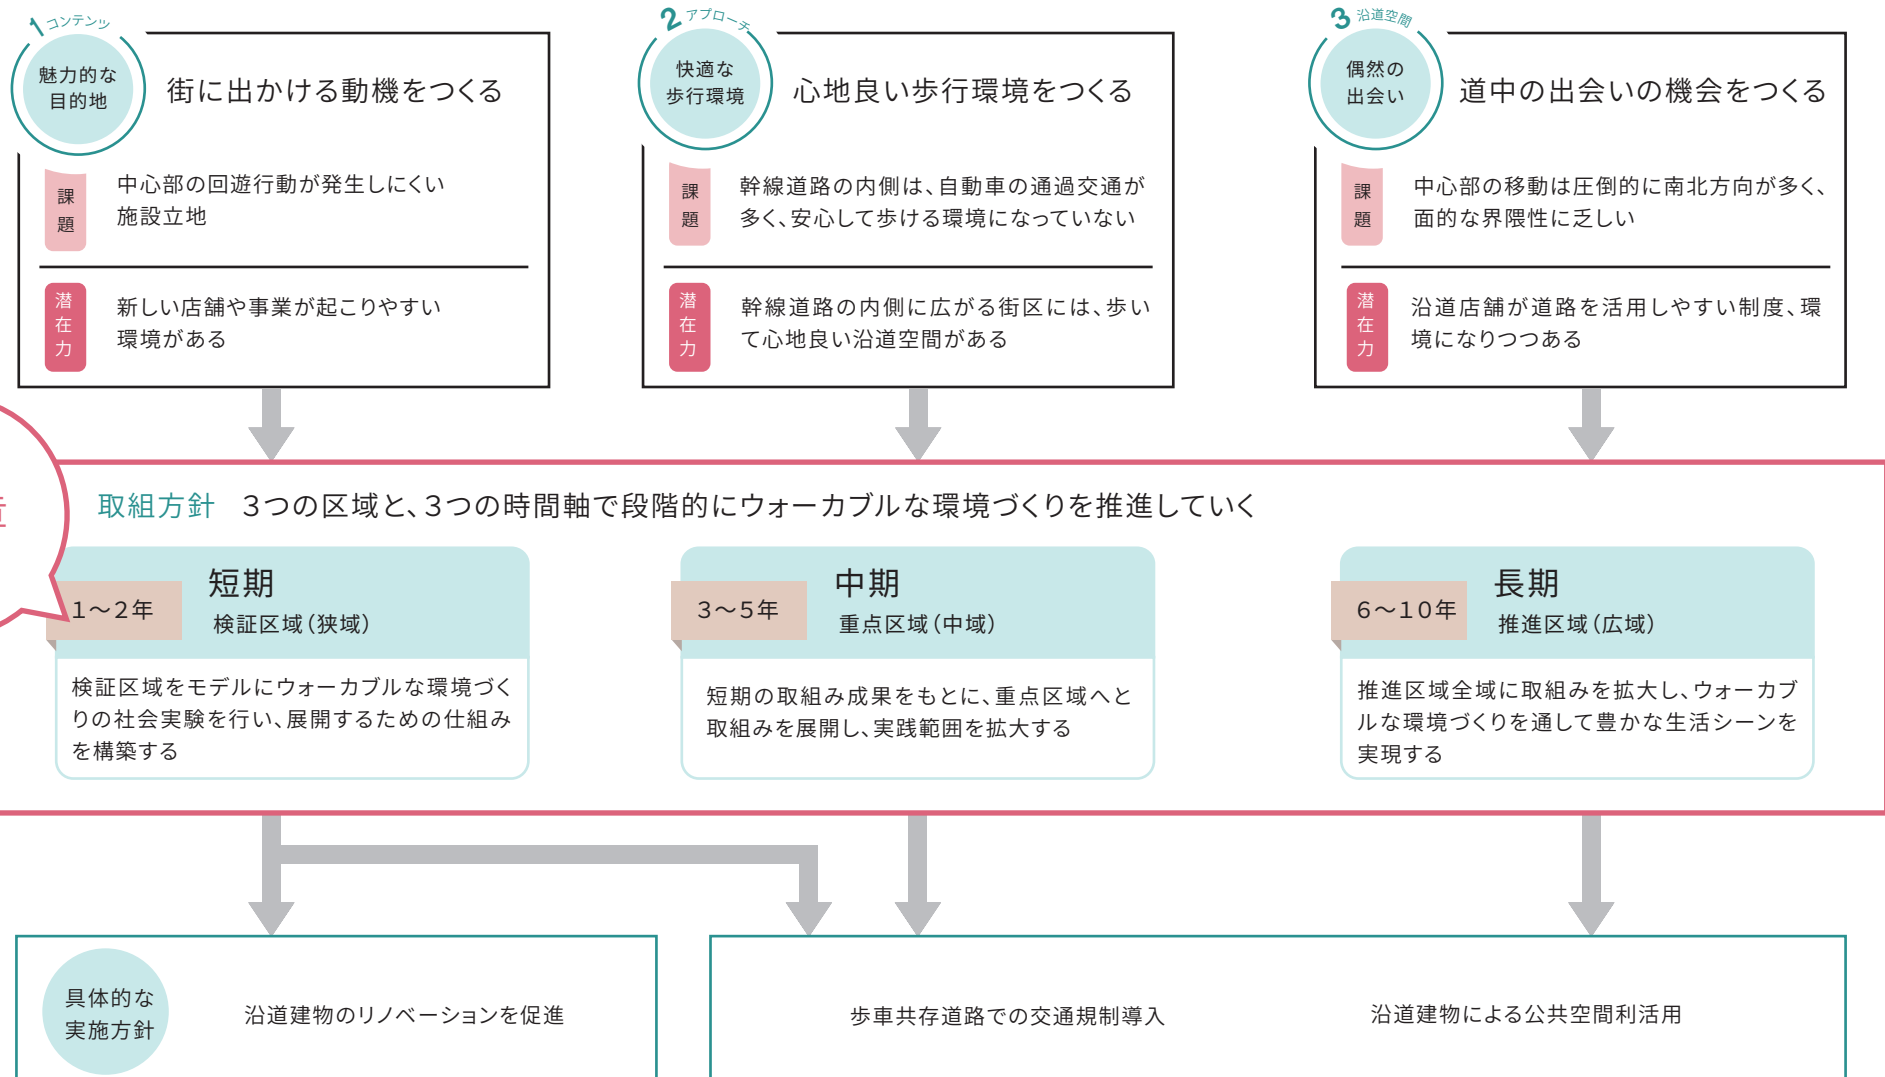 1 コンテンツ
魅力的な
目的地
街に出かける動機をつくる
課題
中心部の回遊行動が発生しにくい
施設立地
潜在力
新しい店舗や事業が起こりやすい
環境がある
2 アプローチ
快適な
歩行環境
心地良い歩行環境をつくる
課題
幹線道路の内側は、自動車の通過交通が
多く、安心して歩ける環境になっていない
潜在力
幹線道路の内側に広がる街区には、歩い
て心地良い沿道空間がある
3 沿道空間
偶然の
出会い
道中の出会いの機会をつくる
課題
中心部の移動は圧倒的に南北方向が多く、
面的な界隈性に乏しい
潜在力
沿道店舗が道路を活用しやすい制度、環
境になりつつある
取組方針 3つの区域と、3つの時間軸で段階的にウォーカブルな環境づくりを推進していく
1～2年
短期
検証区域（狭域）
検証区域をモデルにウォーカブルな環境づく
りの社会実験を行い、展開するための仕組み
を構築する
3～5年
中期
重点区域（中域）
短期の取組み成果をもとに、重点区域へと
取組みを展開し、実践範囲を拡大する
6～10年
長期
推進区域（広域）
推進区域全域に取組みを拡大し、ウォーカブ
ルな環境づくりを通して豊かな生活シーンを
実現する
具体的な
実施方針
沿道建物のリノベーションを促進
歩車共存道路での交通規制導入
沿道建物による公共空間利活用